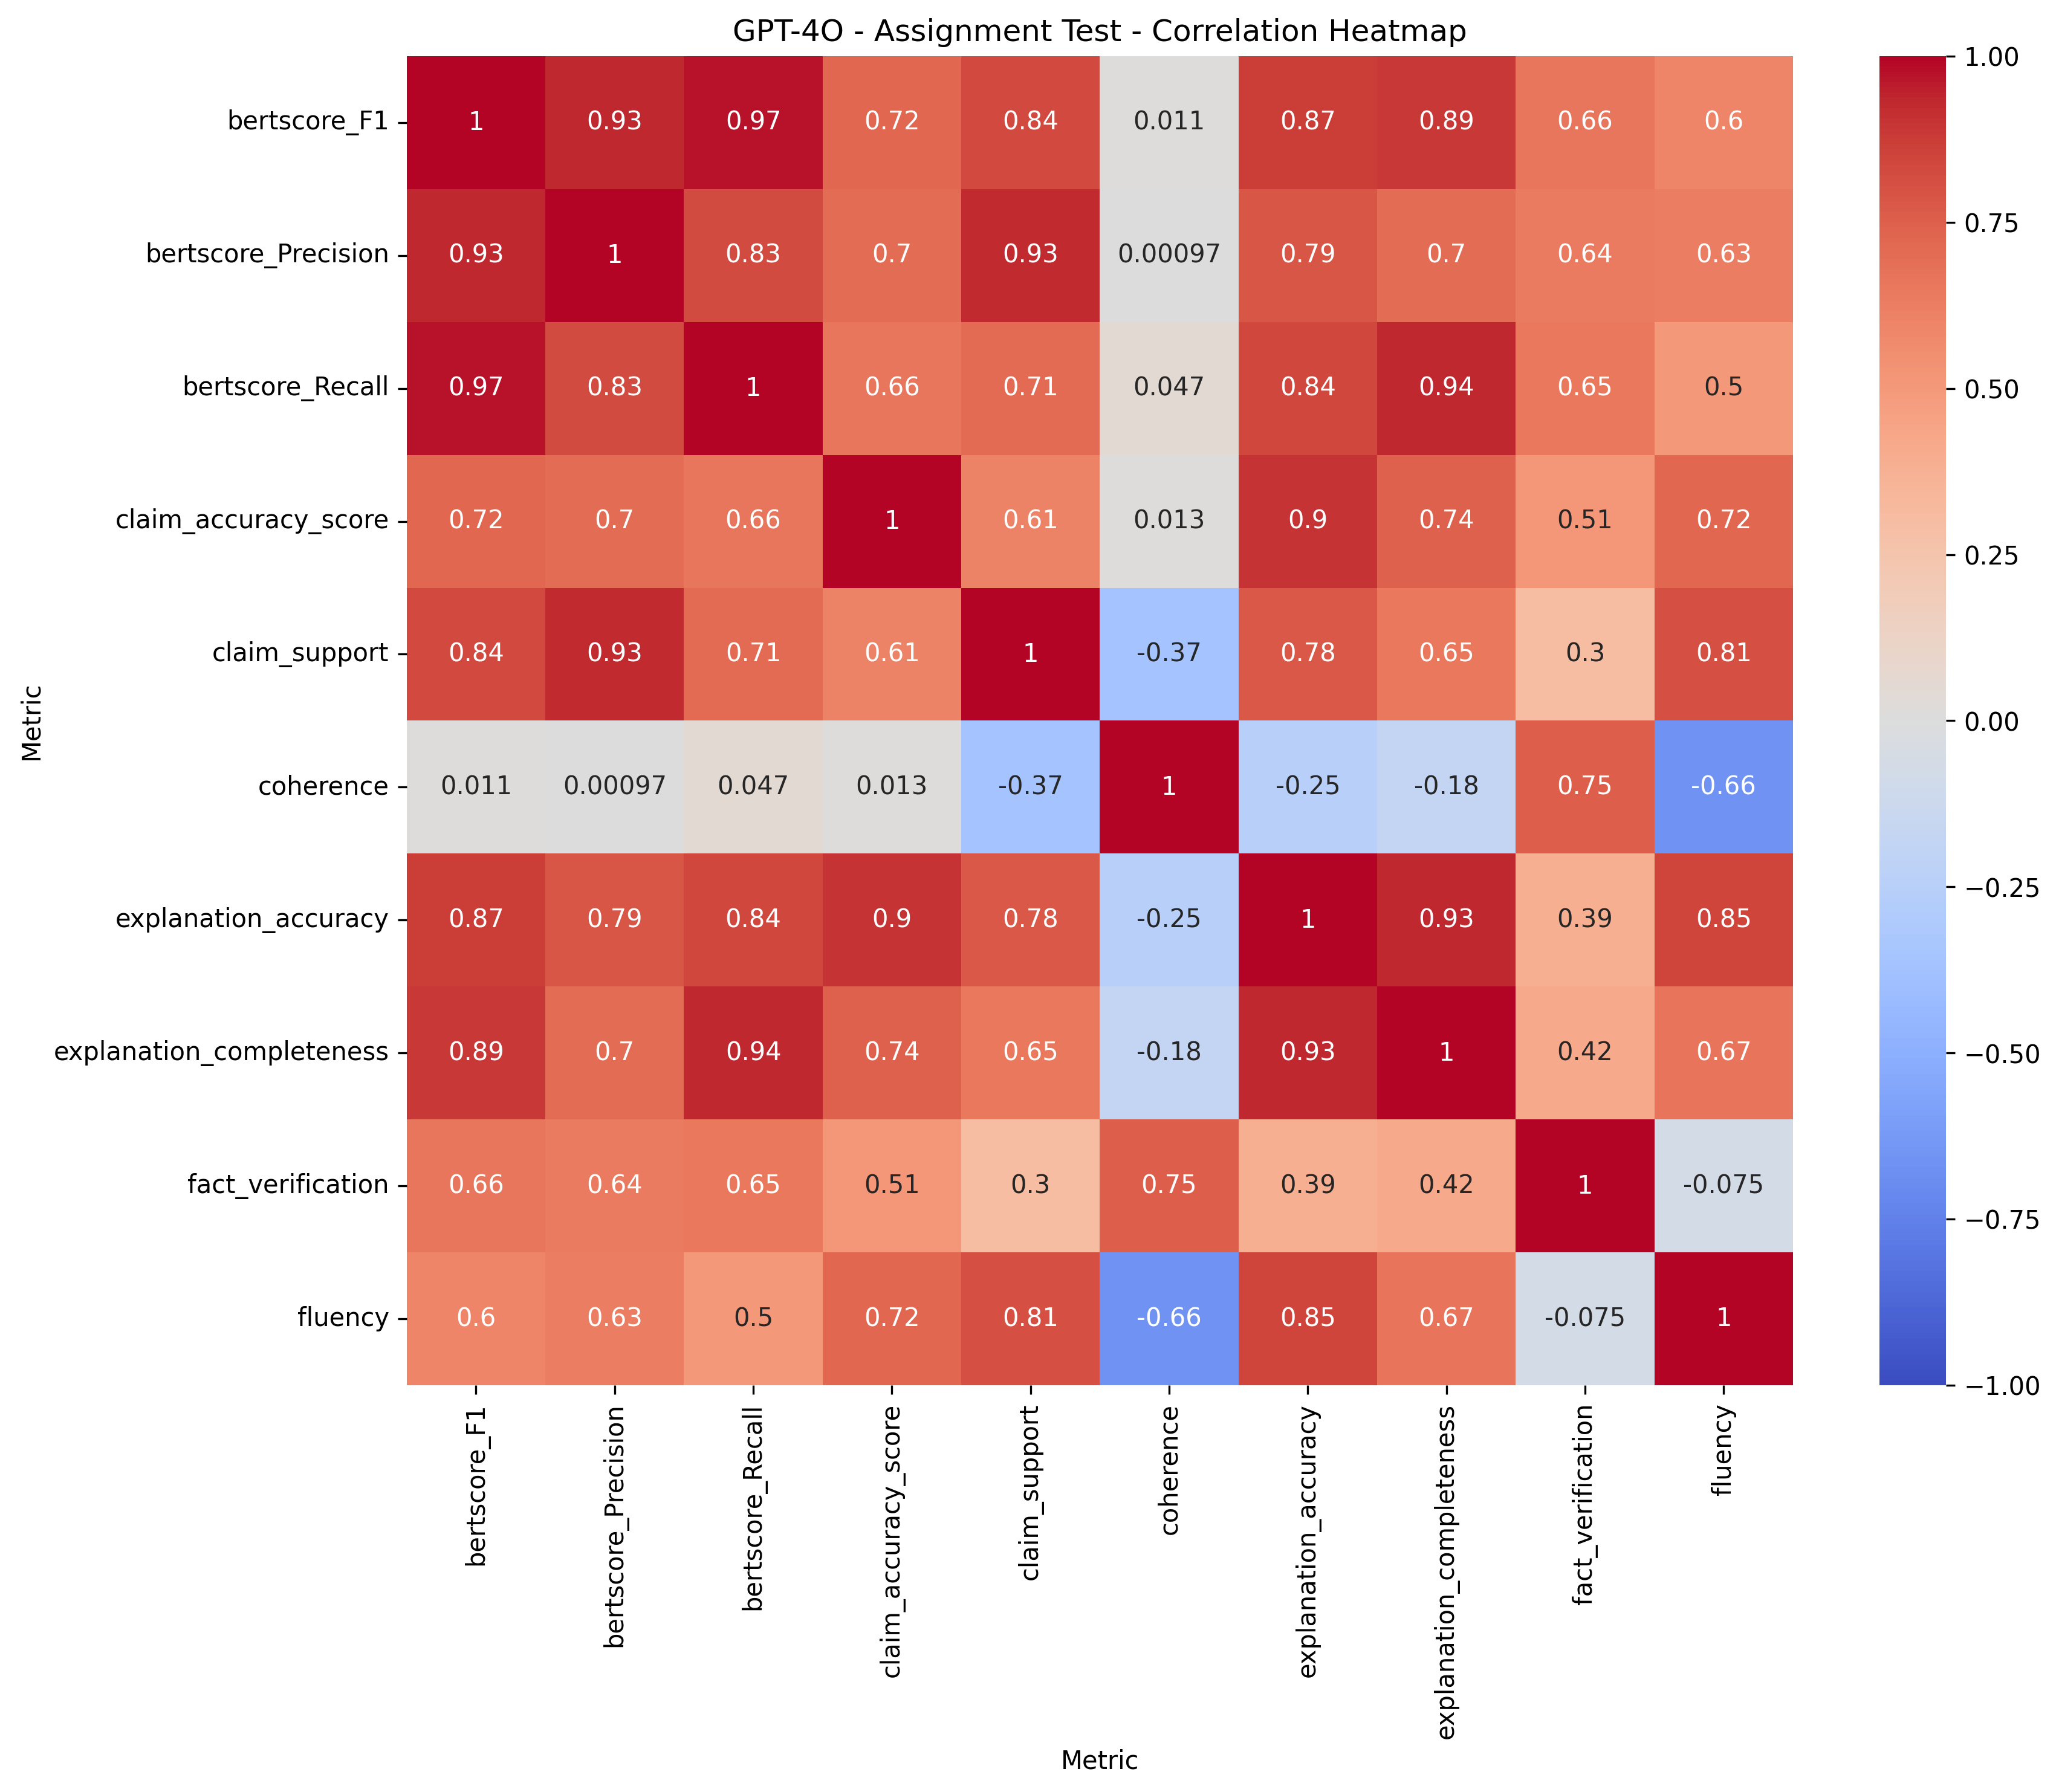 GPT-4O - Assignment Test - Correlation Heatmap
Metric
bertscore_F1 1 0.93 0.97 0.72 0.84 0.011 0.87 0.89 0.66 0.6
bertscore_Precision 0.93 1 0.83 0.7 0.93 0.00097 0.79 0.7 0.64 0.63
bertscore_Recall 0.97 0.83 1 0.66 0.71 0.047 0.84 0.94 0.65 0.5
claim_accuracy_score 0.72 0.7 0.66 1 0.61 0.013 0.9 0.74 0.51 0.72
claim_support 0.84 0.93 0.71 0.61 1 -0.37 0.78 0.65 0.3 0.81
coherence 0.011 0.00097 0.047 0.013 -0.37 1 -0.25 -0.18 0.75 -0.66
explanation_accuracy 0.87 0.79 0.84 0.9 0.78 -0.25 1 0.93 0.39 0.85
explanation_completeness 0.89 0.7 0.94 0.74 0.65 -0.18 0.93 1 0.42 0.67
fact_verification 0.66 0.64 0.65 0.51 0.3 0.75 0.39 0.42 1 -0.075
fluency 0.6 0.63 0.5 0.72 0.81 -0.66 0.85 0.67 -0.075 1
bertscore_F1
bertscore_Precision
bertscore_Recall
claim_accuracy_score
claim_support
coherence
explanation_accuracy
explanation_completeness
fact_verification
fluency
Metric
1.00
0.75
0.50
0.25
0.00
−0.25
−0.50
−0.75
−1.00